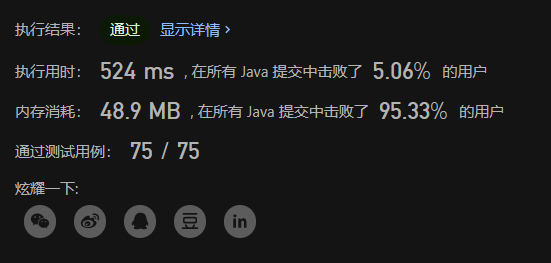 执行结果： 通过 显示详情 >
执行用时： 524 ms , 在所有 Java 提交中击败了 5.06% 的用户
内存消耗： 48.9 MB , 在所有 Java 提交中击败了 95.33% 的用户
通过测试用例： 75 / 75
炫耀一下:
豆 in